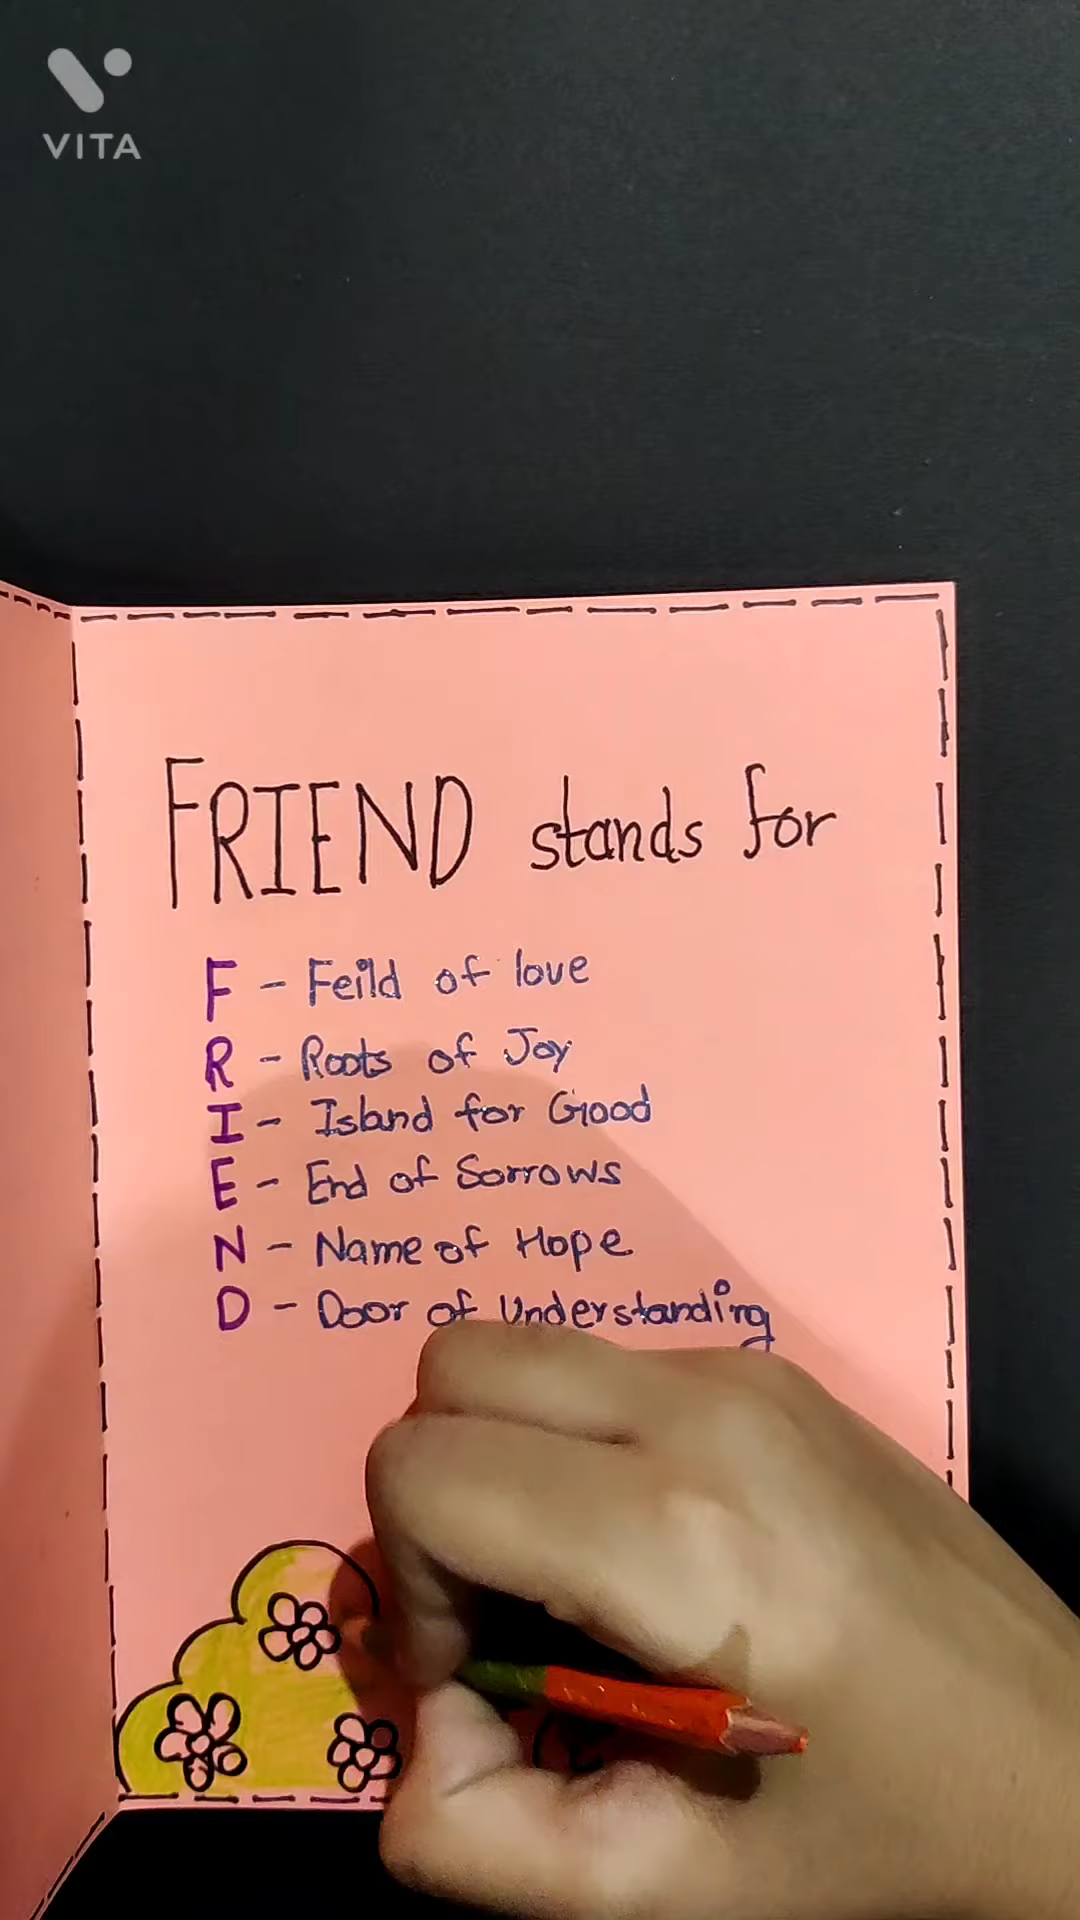 VITA
FRIEND stands for
F - Feild of love
R - Roots of Joy
I - Island for Good
E - End of Sorrows
N - Name of Hope
D - Door of Understanding